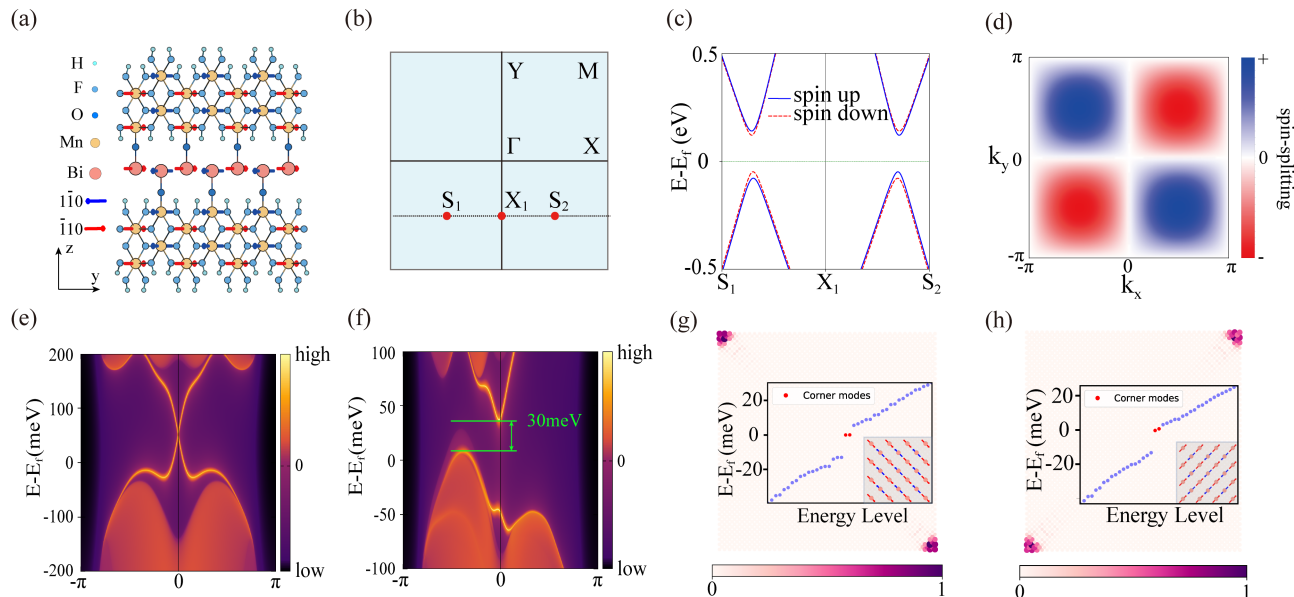 (a)
H
F
O
Mn
Bi
11̄0
1̄10
z
y
(b)
Y
M
Γ
X
S1
X1
S2
(c)
0.5
0
-0.5
E-Ef (eV)
spin up
spin down
S1
X1
S2
(d)
π
ky 0
-π
-π
0
π
kx
+
0
-
spin-splitting
(e)
200
100
0
-100
-200
E-Ef (meV)
-π
0
π
high
0
low
(f)
100
50
0
-50
-100
E-Ef (meV)
30meV
-π
0
π
high
0
low
(g)
Corner modes
20
0
-20
E-Ef (meV)
Energy Level
0
1
(h)
Corner modes
20
0
-20
E-Ef (meV)
Energy Level
0
1